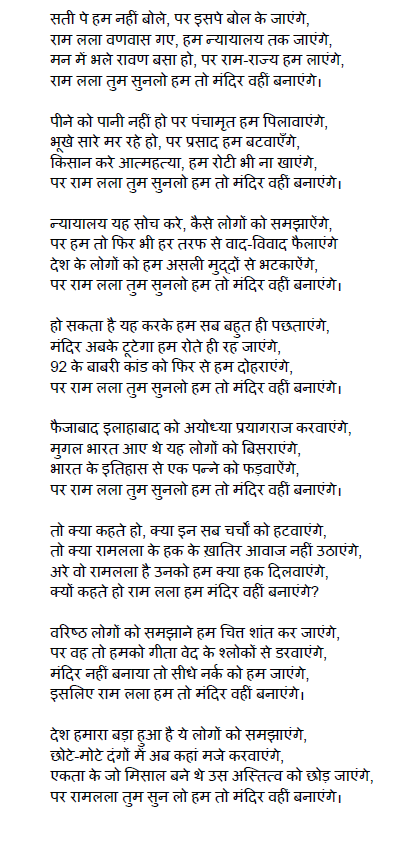 सती पे हम नहीं बोले, पर इसपे बोल के जाएंगे,
राम लला वणवास गए, हम न्यायालय तक जाएंगे,
मन में भले रावण बसा हो, पर राम-राज्य हम लाएंगे,
राम लला तुम सुनलो हम तो मंदिर वहीं बनाएंगे।

पीने को पानी नहीं हो पर पंचामृत हम पिलावाएंगे,
भूखे सारे मर रहे हो, पर प्रसाद हम बटवाएँगे,
किसान करे आत्महत्या, हम रोटी भी ना खाएंगे,
पर राम लला तुम सुनलो हम तो मंदिर वहीं बनाएंगे।

न्यायालय यह सोच करे, कैसे लोगों को समझाऐंगे,
पर हम तो फिर भी हर तरफ से वाद-विवाद फैलाएंगे
देश के लोगों को हम असली मुद्दों से भटकाऐंगे,
पर राम लला तुम सुनलो हम तो मंदिर वहीं बनाएंगे।

हो सकता है यह करके हम सब बहुत ही पछताएंगे,
मंदिर अबके टूटेगा हम रोते ही रह जाएंगे,
92 के बाबरी कांड को फिर से हम दोहराएंगे,
पर राम लला तुम सुनलो हम तो मंदिर वहीं बनाएंगे।

फैजाबाद इलाहाबाद को अयोध्या प्रयागराज करवाएंगे,
मुगल भारत आए थे यह लोगों को बिसराएंगे,
भारत के इतिहास से एक पन्ने को फड़वाऐंगे,
पर राम लला तुम सुनलो हम तो मंदिर वहीं बनाएंगे।

तो क्या कहते हो, क्या इन सब चर्चों को हटवाएंगे,
तो क्या रामलला के हक के ख़ातिर आवाज नहीं उठाएंगे,
अरे वो रामलला है उनको हम क्या हक दिलवाएंगे,
क्यों कहते हो राम लला हम मंदिर वहीं बनाएंगे?

वरिष्ठ लोगों को समझाने हम चित्त शांत कर जाएंगे,
पर वह तो हमको गीता वेद के श्लोकों से डरवाएंगे,
मंदिर नहीं बनाया तो सीधे नर्क को हम जाएंगे,
इसलिए राम लला हम तो मंदिर वहीं बनाएंगे।

देश हमारा बड़ा हुआ है ये लोगों को समझाएंगे,
छोटे-मोटे दंगों में अब कहां मजे करवाएंगे,
एकता के जो मिसाल बने थे उस अस्तित्व को छोड़ जाएंगे,
पर रामलला तुम सुन लो हम तो मंदिर वहीं बनाएंगे।